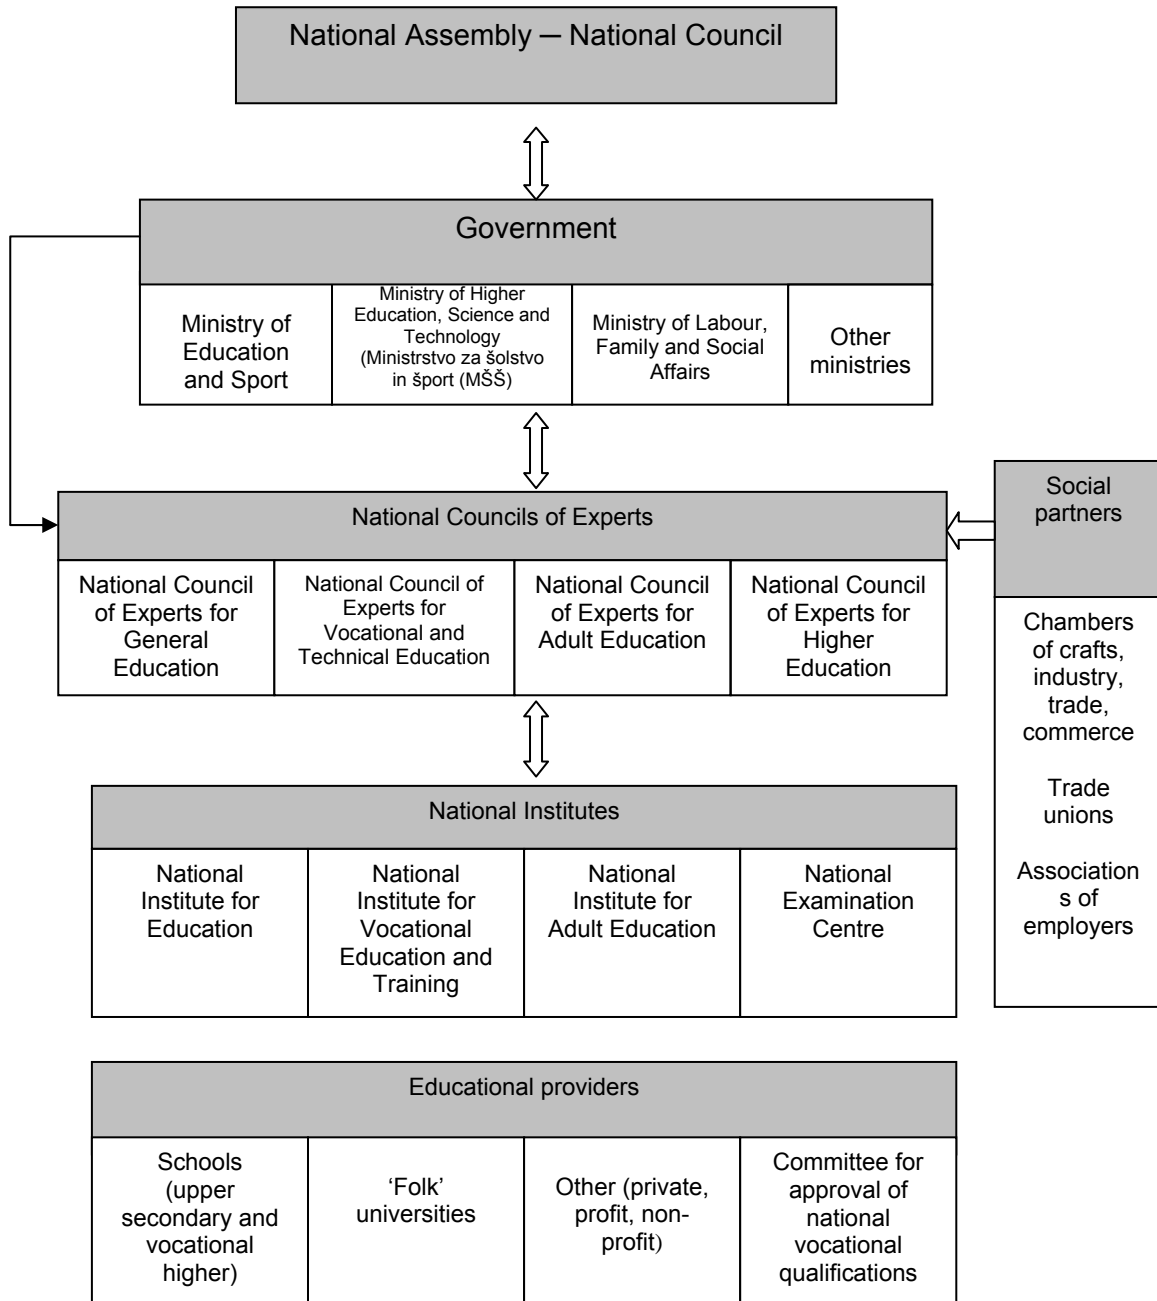 National Assembly — National Council
Government
Ministry of
Education
and Sport
Ministry of Higher
Education, Science and
Technology
(Ministrstvo za šolstvo
in šport (MŠŠ)
Ministry of Labour,
Family and Social
Affairs
Other
ministries
National Councils of Experts
National Council
of Experts for
General
Education
National Council of
Experts for
Vocational and
Technical Education
National Council
of Experts for
Adult Education
National Council
of Experts for
Higher
Education
Social
partners
Chambers
of crafts,
industry,
trade,
commerce
Trade
unions
Association
s of
employers
National Institutes
National
Institute for
Education
National
Institute for
Vocational
Education and
Training
National
Institute for
Adult Education
National
Examination
Centre
Educational providers
Schools
(upper
secondary and
vocational
higher)
‘Folk’
universities
Other (private,
profit, non-
profit)
Committee for
approval of
national
vocational
qualifications